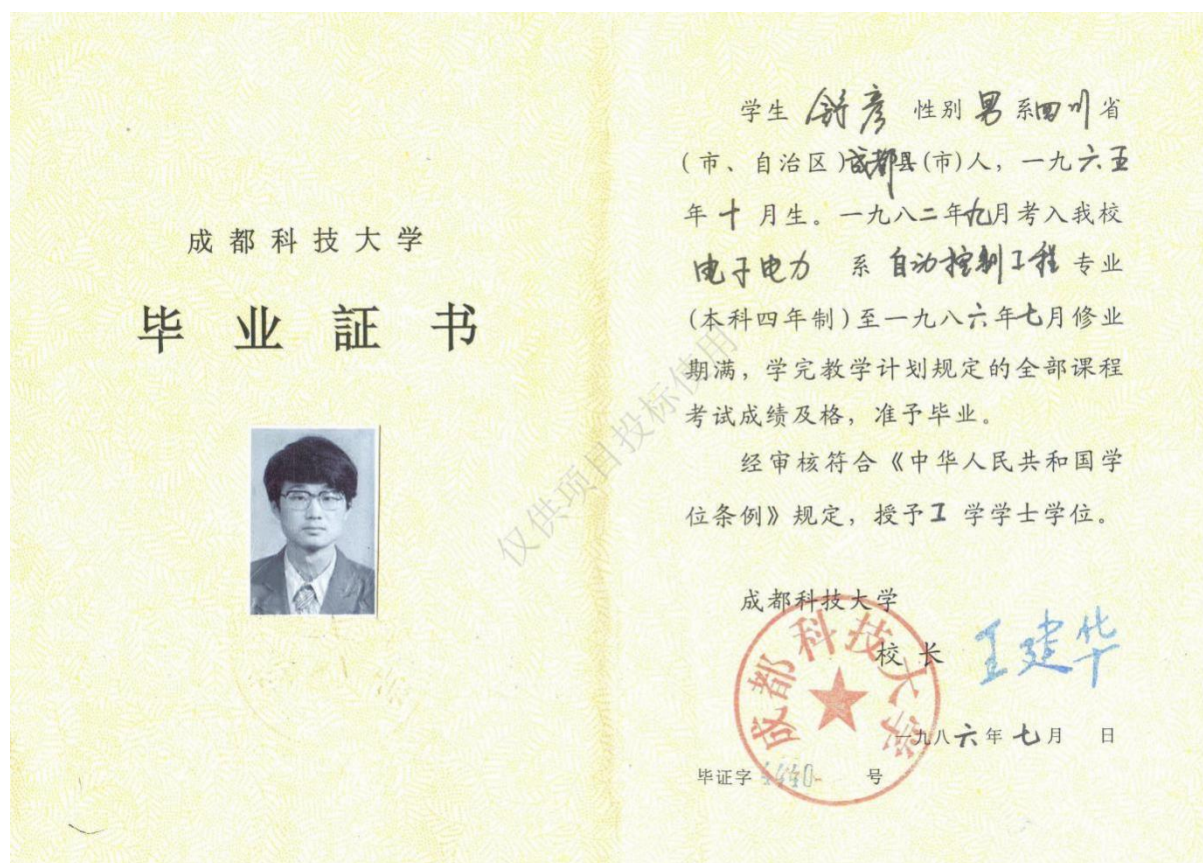 成都科技大学
毕业証书
学生 舒彦 性别 男 系四川省
(市、自治区)成都县(市)人，一九六五
年十月生。一九八二年九月考入我校
电子电力 系 自动控制工程 专业
(本科四年制)至一九八六年七月修业
期满，学完教学计划规定的全部课程
考试成绩及格，准予毕业。
经审核符合《中华人民共和国学
位条例》规定，授予工学学士学位。
成都科技大学
校长 王建华
成都科技大学
一九八六年七月 日
毕证字 号
仅供项目投标使用